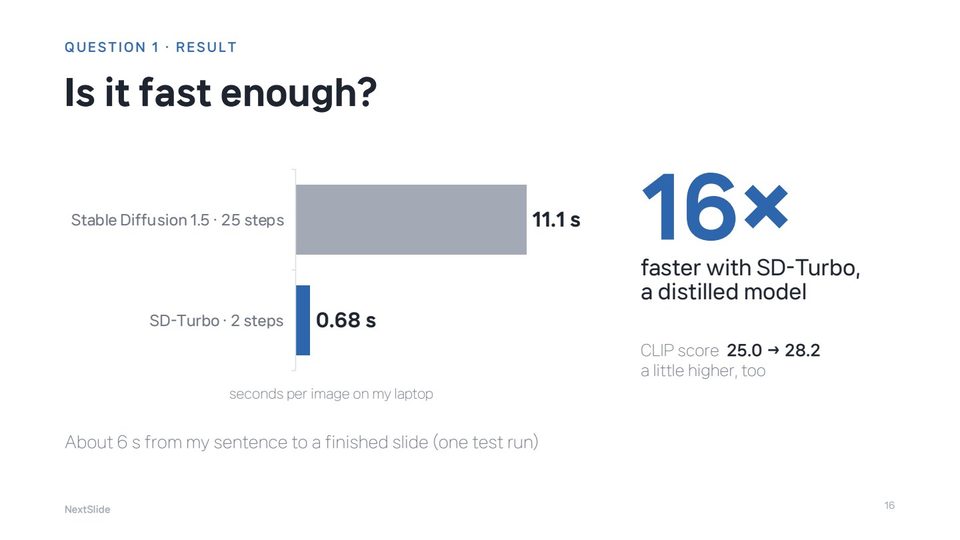 QUESTION 1 · RESULT
Is it fast enough?
Stable Diffusion 1.5 · 25 steps
11.1 s
SD-Turbo · 2 steps
0.68 s
seconds per image on my laptop
16×
faster with SD-Turbo,
a distilled model
CLIP score 25.0 → 28.2
a little higher, too
About 6 s from my sentence to a finished slide (one test run)
NextSlide
16